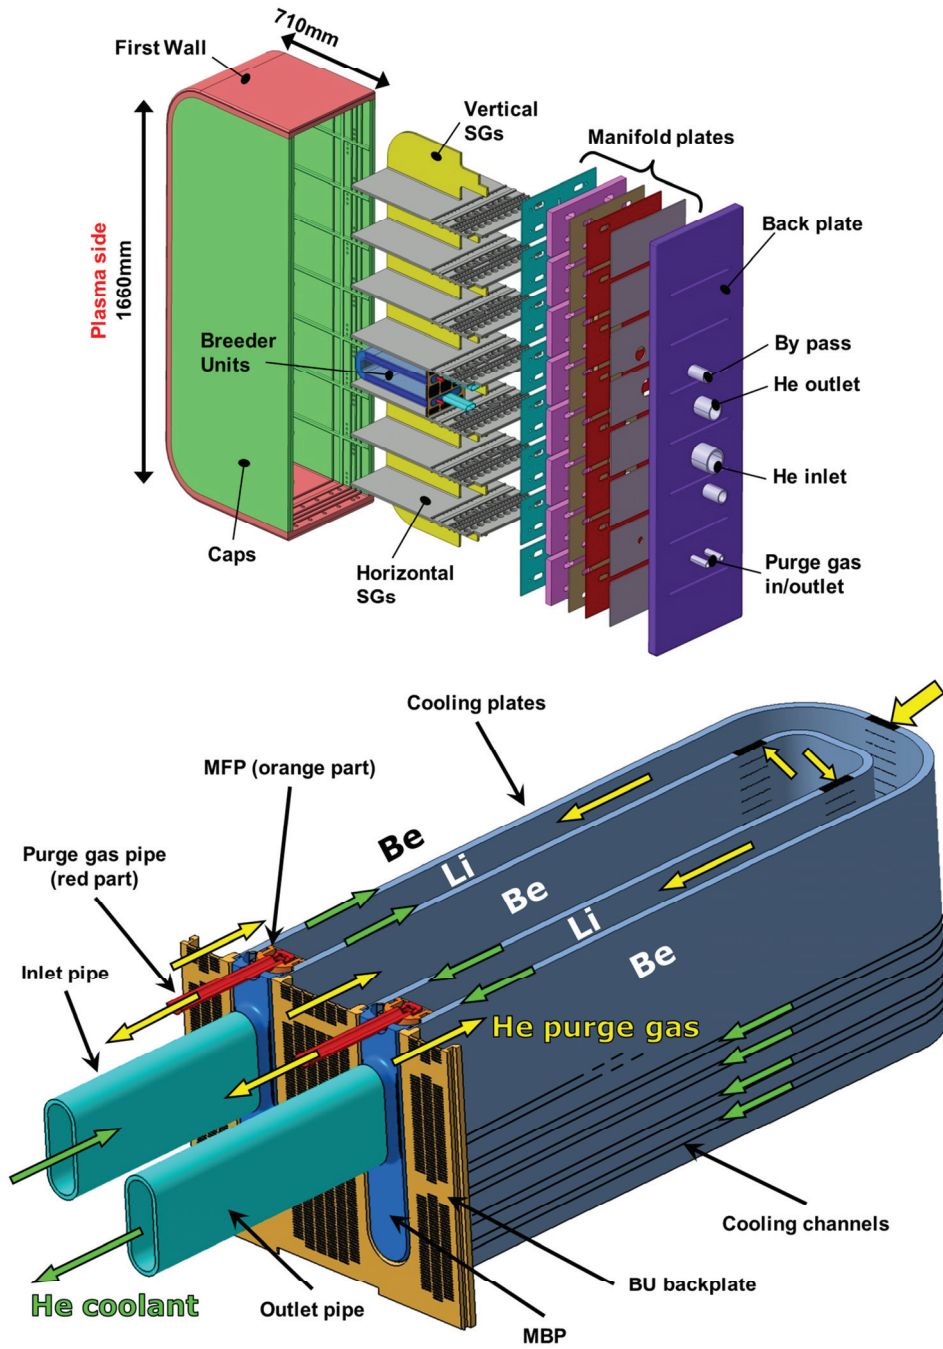 710mm
First Wall
Vertical
SGs
Manifold plates
Back plate
Plasma side
1660mm
Breeder
Units
By pass
He outlet
He inlet
Caps
Horizontal
SGs
Purge gas
in/outlet
Cooling plates
MFP (orange part)
Purge gas pipe
(red part)
Be
Li
Be
Li
Be
Inlet pipe
He purge gas
Cooling channels
BU backplate
He coolant
Outlet pipe
MBP